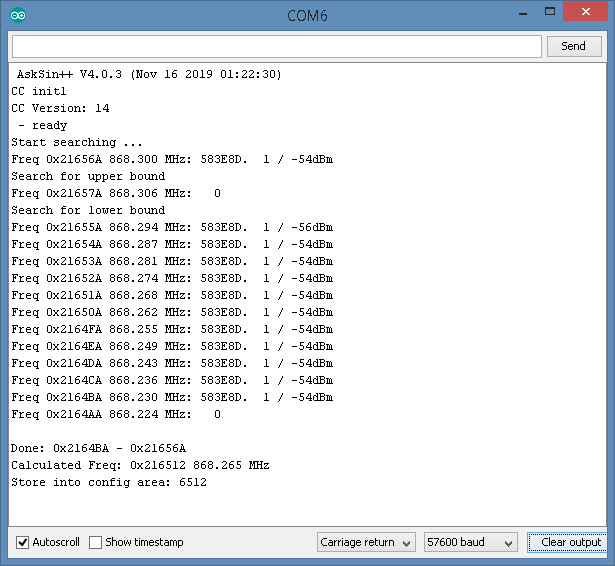 COM6
Send
AskSin++ V4.0.3 (Nov 16 2019 01:22:30)
CC init1
CC Version: 14
 - ready
Start searching ...
Freq 0x21656A 868.300 MHz: 583E8D.  1 / -54dBm
Search for upper bound
Freq 0x21657A 868.306 MHz:   0
Search for lower bound
Freq 0x21655A 868.294 MHz: 583E8D.  1 / -56dBm
Freq 0x21654A 868.287 MHz: 583E8D.  1 / -54dBm
Freq 0x21653A 868.281 MHz: 583E8D.  1 / -54dBm
Freq 0x21652A 868.274 MHz: 583E8D.  1 / -54dBm
Freq 0x21651A 868.268 MHz: 583E8D.  1 / -54dBm
Freq 0x21650A 868.262 MHz: 583E8D.  1 / -54dBm
Freq 0x2164FA 868.255 MHz: 583E8D.  1 / -54dBm
Freq 0x2164EA 868.249 MHz: 583E8D.  1 / -54dBm
Freq 0x2164DA 868.243 MHz: 583E8D.  1 / -54dBm
Freq 0x2164CA 868.236 MHz: 583E8D.  1 / -54dBm
Freq 0x2164BA 868.230 MHz: 583E8D.  1 / -54dBm
Freq 0x2164AA 868.224 MHz:   0
Done: 0x2164BA - 0x21656A
Calculated Freq: 0x216512 868.265 MHz
Store into config area: 6512
Autoscroll Show timestamp Carriage return 57600 baud Clear output